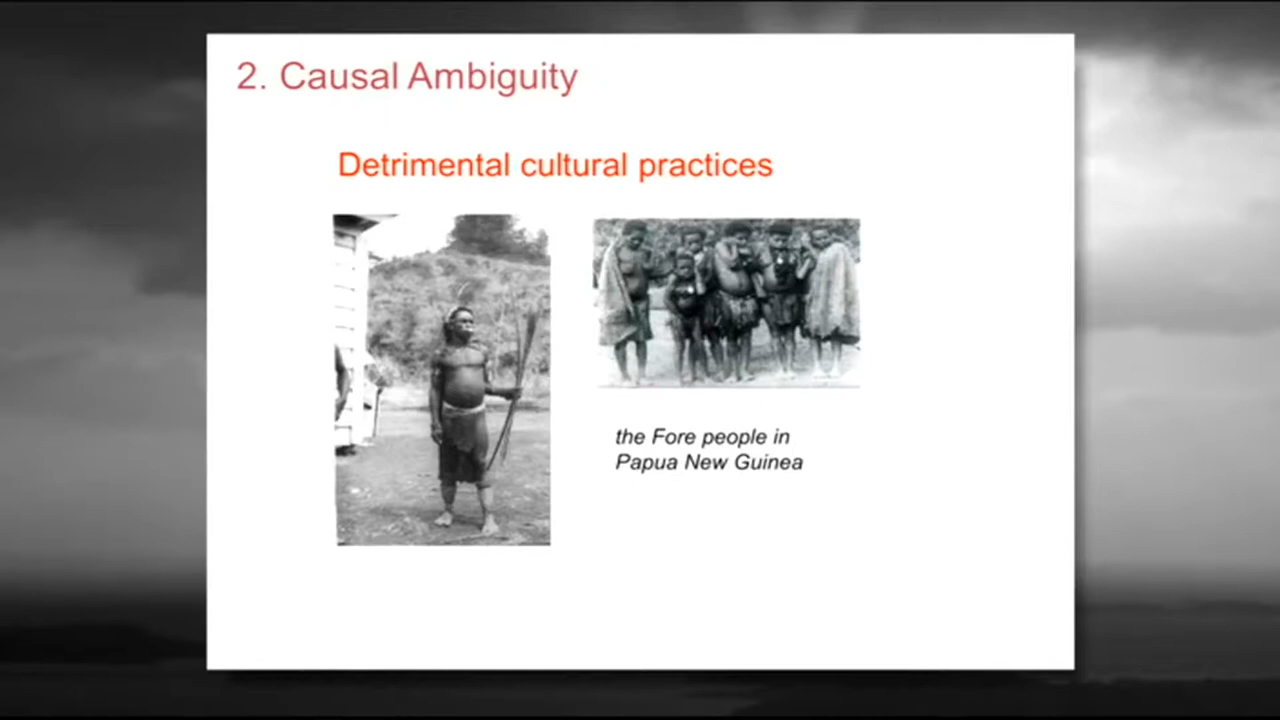 2. Causal Ambiguity
Detrimental cultural practices
the Fore people in
Papua New Guinea